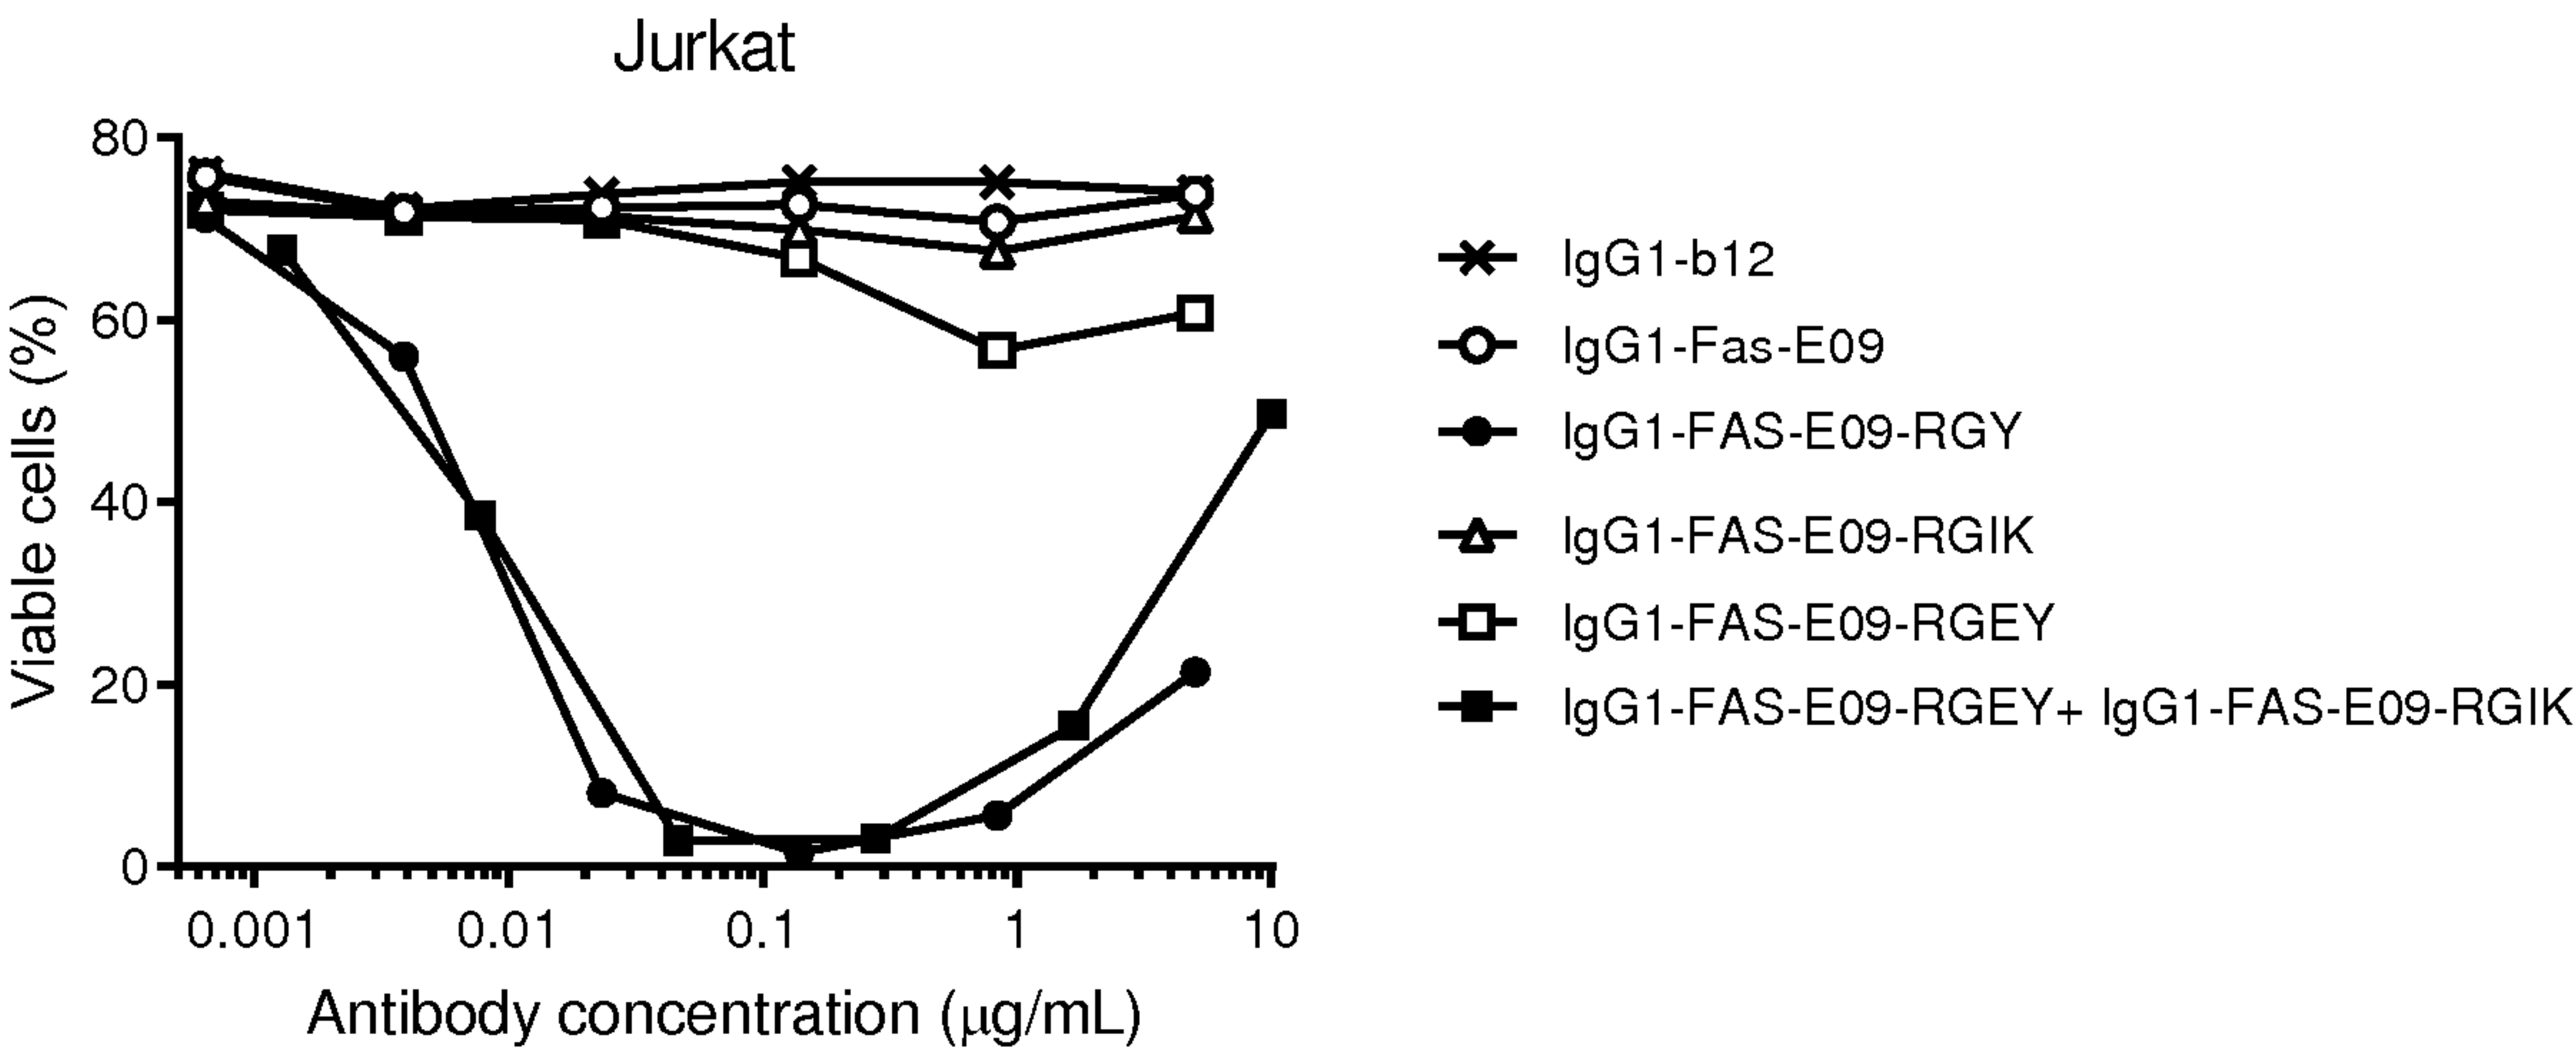 Jurkat
80
60
40
20
0
Viable cells (%)
0.001 0.01 0.1 1 10
Antibody concentration (µg/mL)
IgG1-b12
IgG1-Fas-E09
IgG1-FAS-E09-RGY
IgG1-FAS-E09-RGIK
IgG1-FAS-E09-RGEY
IgG1-FAS-E09-RGEY+ IgG1-FAS-E09-RGIK